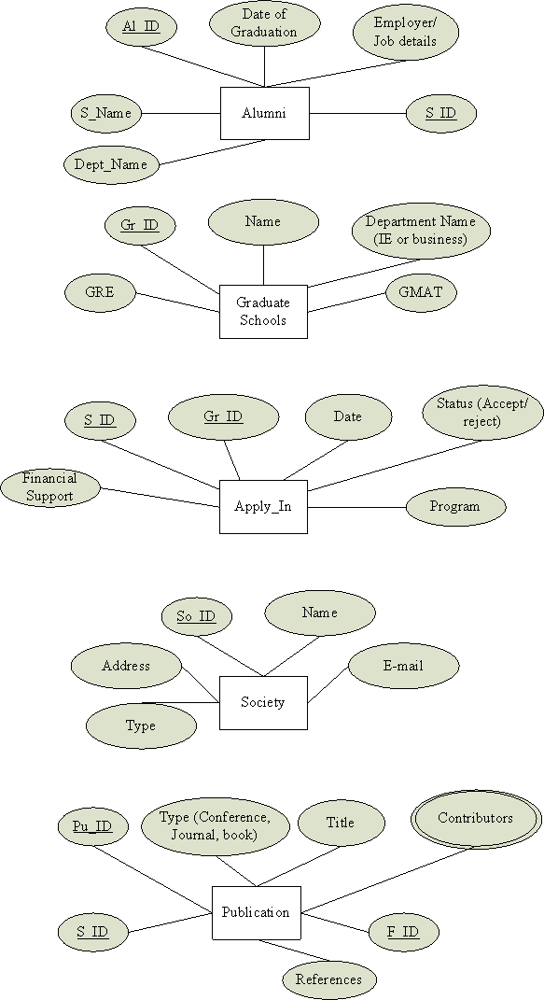 Al_ID
Date of
Graduation
Employer/
Job details
S_Name
Alumni
S_ID
Dept_Name
Gr_ID
Name
Department Name
(IE or business)
GRE
Graduate
Schools
GMAT
S_ID
Gr_ID
Date
Status (Accept/
reject)
Financial
Support
Apply_In
Program
So_ID
Name
Address
E-mail
Society
Type
Pu_ID
Type (Conference,
Journal, book)
Title
Contributors
Publication
S_ID
F_ID
References